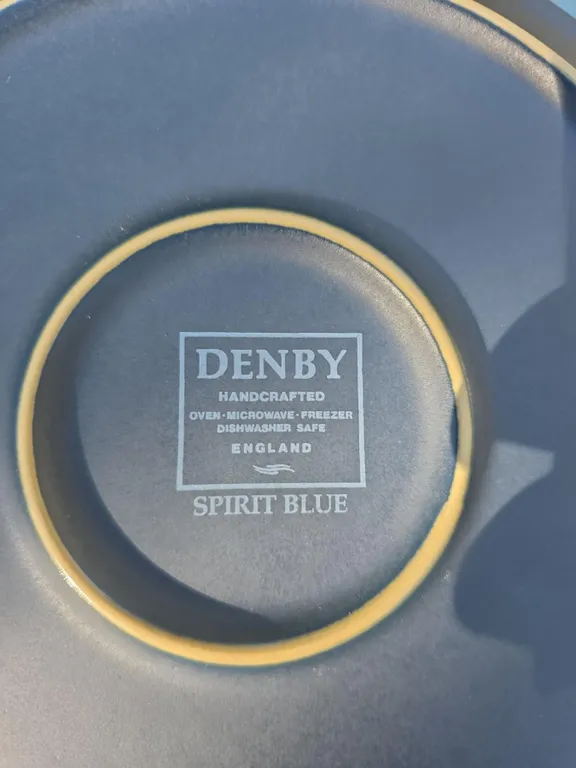 DENBY
HANDCRAFTED
OVEN · MICROWAVE · FREEZER
DISHWASHER SAFE
ENGLAND
SPIRIT BLUE